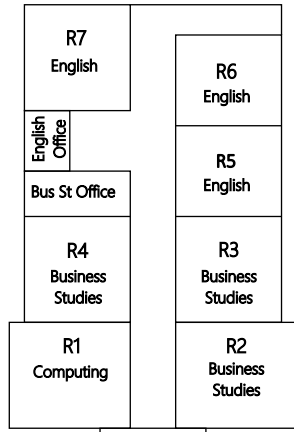 R7
English
R6
English
English
Office
R5
English
Bus St Office
R4
Business
Studies
R3
Business
Studies
R1
Computing
R2
Business
Studies